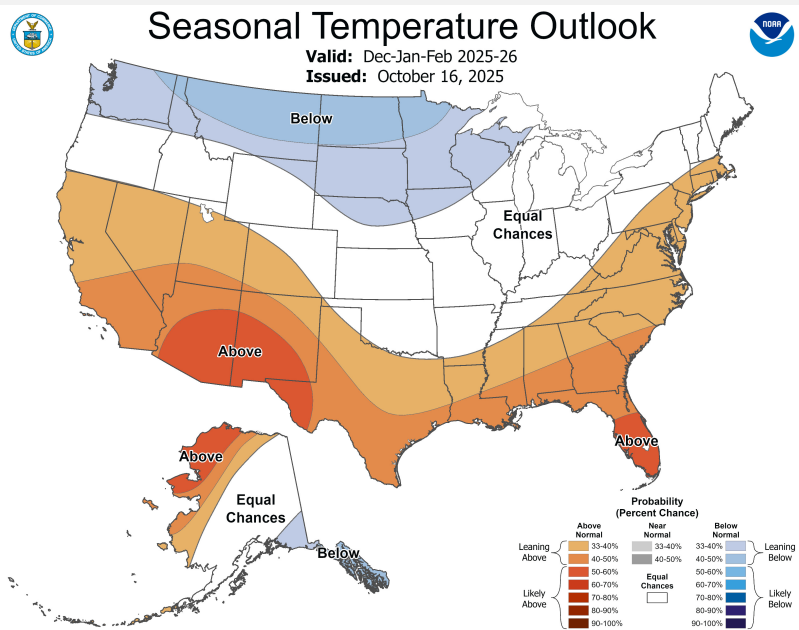 Seasonal Temperature Outlook
Valid: Dec-Jan-Feb 2025-26
Issued: October 16, 2025
NOAA
Below
Equal
Chances
Above
Above
Above
Equal
Chances
Below
Probability
(Percent Chance)
Above
Normal
Near
Normal
Below
Normal
Leaning
Above
33-40%
33-40%
33-40%
Leaning
Below
40-50%
40-50%
40-50%
50-60%
Equal
Chances
50-60%
60-70%
60-70%
Likely
Above
70-80%
70-80%
Likely
Below
80-90%
80-90%
90-100%
90-100%